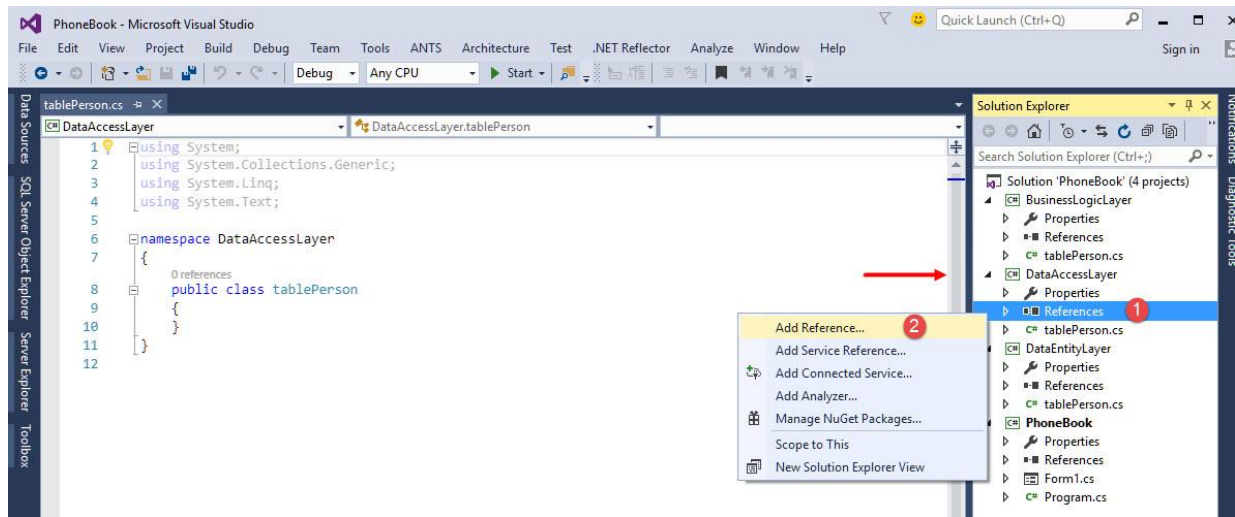 PhoneBook - Microsoft Visual Studio
Quick Launch (Ctrl+Q)
File Edit View Project Build Debug Team Tools ANTS Architecture Test .NET Reflector Analyze Window Help
Sign in
Debug Any CPU Start
Data Sources
SQL Server Object Explorer
Server Explorer
Toolbox
tablePerson.cs
DataAccessLayer DataAccessLayer.tablePerson
1 using System;
2 using System.Collections.Generic;
3 using System.Linq;
4 using System.Text;
5
6 namespace DataAccessLayer
7 {
0 references
8 public class tablePerson
9 {
10 }
11 }
12
Add Reference... 2
Add Service Reference...
Add Connected Service...
Add Analyzer...
Manage NuGet Packages...
Scope to This
New Solution Explorer View
Solution Explorer
Search Solution Explorer (Ctrl+;)
Solution 'PhoneBook' (4 projects)
C# BusinessLogicLayer
Properties
References
C# tablePerson.cs
C# DataAccessLayer
Properties
References 1
C# tablePerson.cs
C# DataEntityLayer
Properties
References
C# tablePerson.cs
C# PhoneBook
Properties
References
Form1.cs
C# Program.cs
Notifications
Diagnostic Tools